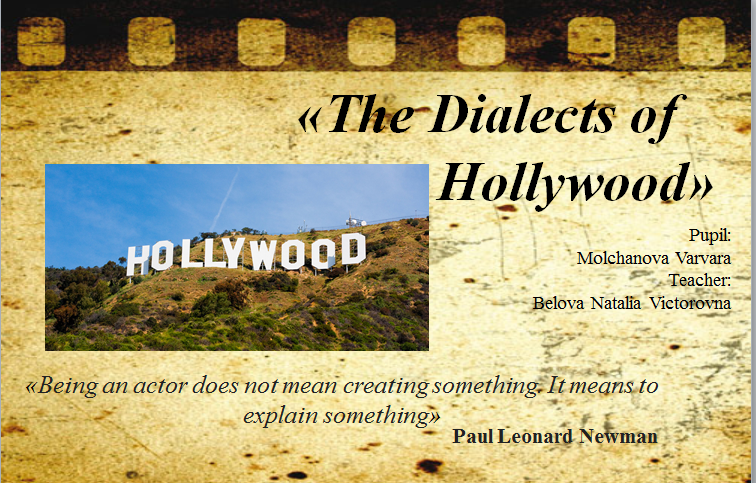 «The Dialects of
Hollywood»
HOLLYWOOD
Pupil:
Molchanova Varvara
Teacher:
Belova Natalia Victorovna
«Being an actor does not mean creating something. It means to
explain something»
Paul Leonard Newman